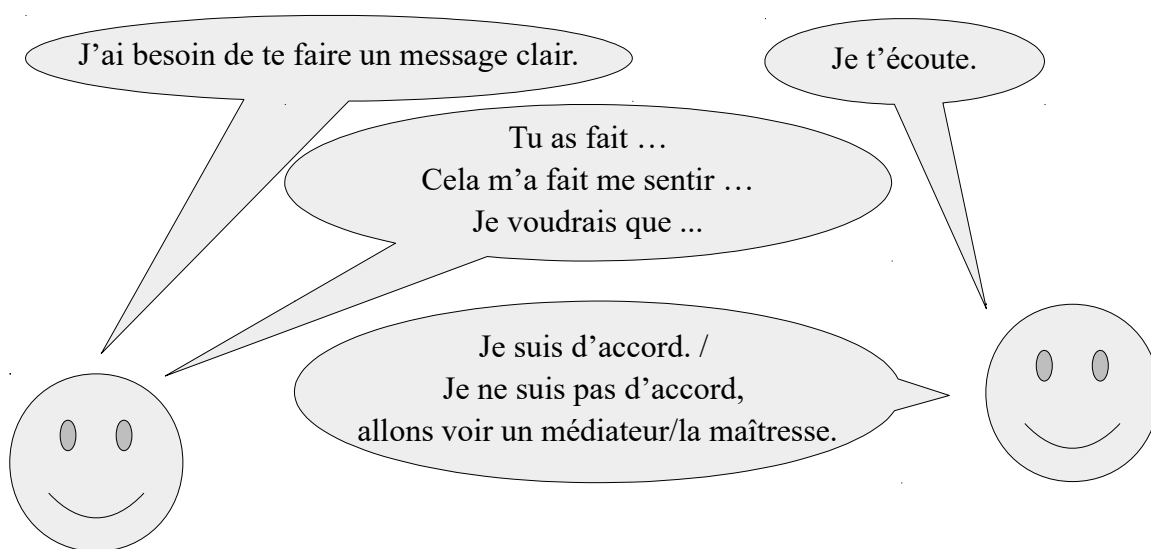 J’ai besoin de te faire un message clair.
Je t’écoute.
Tu as fait …
Cela m’a fait me sentir …
Je voudrais que ...
Je suis d’accord. /
Je ne suis pas d’accord,
allons voir un médiateur/la maîtresse.